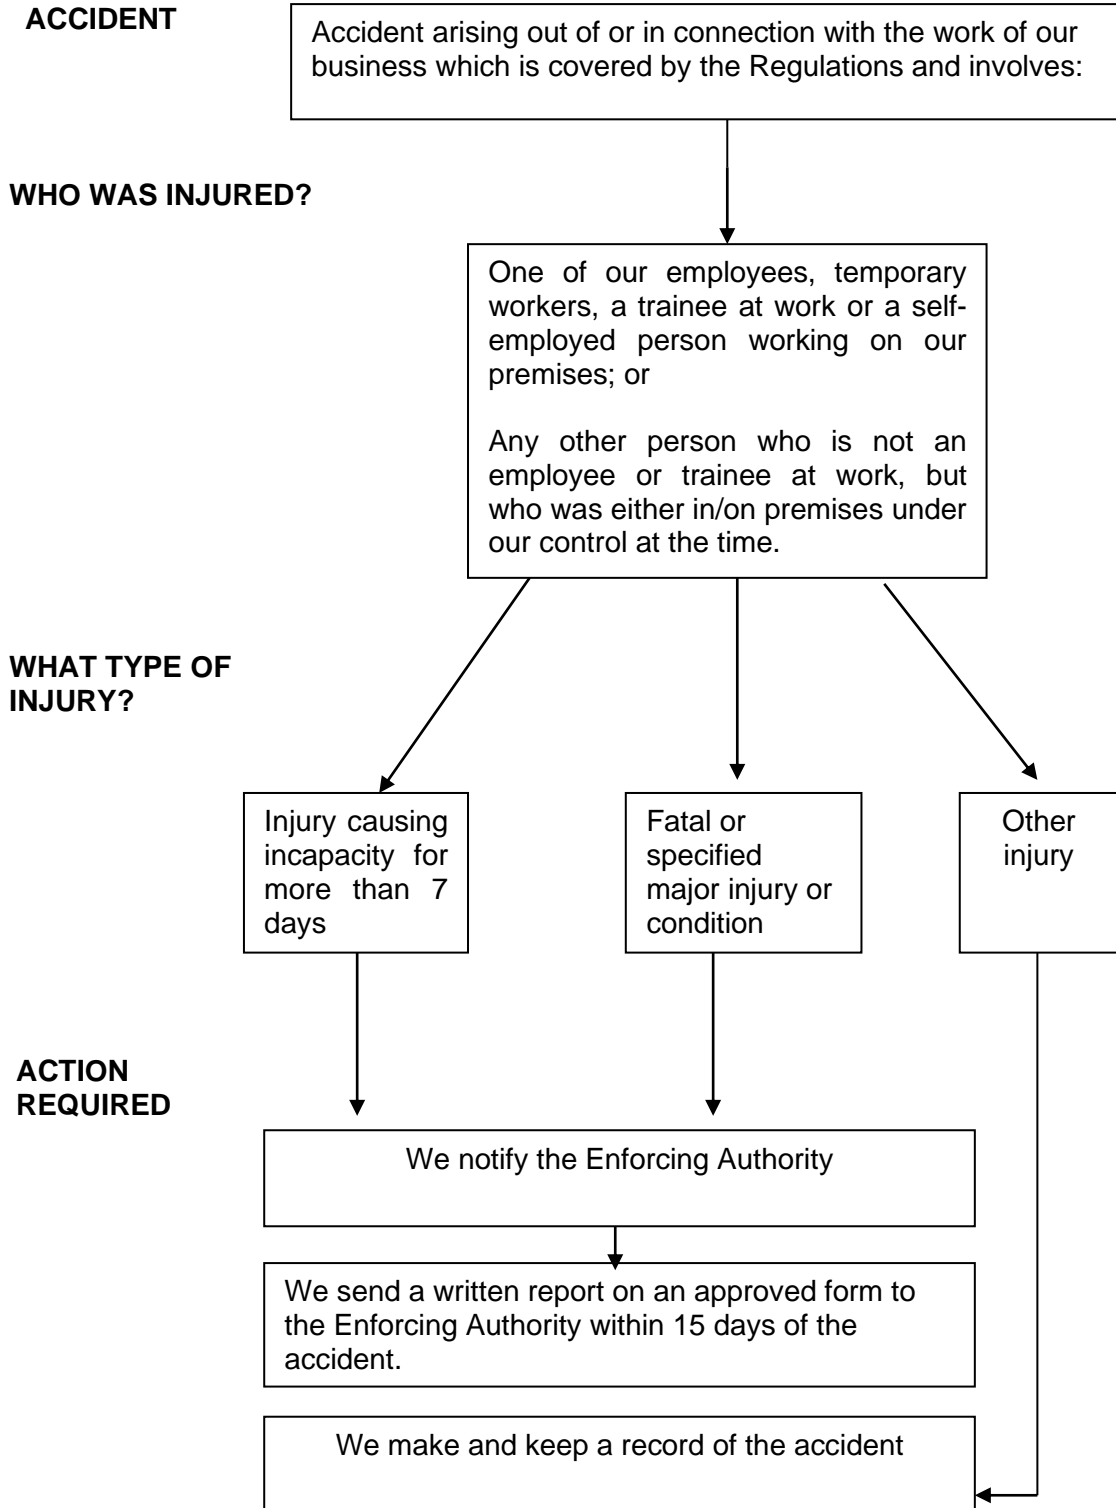 ACCIDENT
Accident arising out of or in connection with the work of our
business which is covered by the Regulations and involves:
WHO WAS INJURED?
One of our employees, temporary
workers, a trainee at work or a self-
employed person working on our
premises; or
Any other person who is not an
employee or trainee at work, but
who was either in/on premises under
our control at the time.
WHAT TYPE OF
INJURY?
Injury causing
incapacity for
more than 7
days
Fatal or
specified
major injury or
condition
Other
injury
ACTION
REQUIRED
We notify the Enforcing Authority
We send a written report on an approved form to
the Enforcing Authority within 15 days of the
accident.
We make and keep a record of the accident